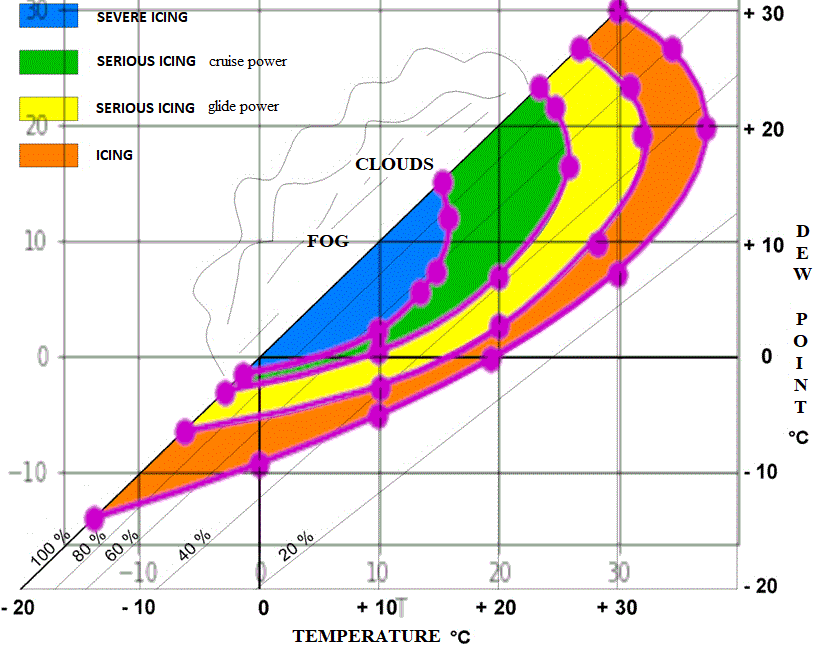 30
SEVERE ICING
+ 30
SERIOUS ICING cruise power
SERIOUS ICING glide power
20
+ 20
ICING
CLOUDS
FOG
10
+ 10
D
E
W
P
O
I
N
T
°C
0
0
-10
- 10
100 %
80 %
60 %
40 %
20 %
-10
0
10
20
30
- 20
- 20
- 10
0
+ 10
T
+ 20
+ 30
TEMPERATURE °C